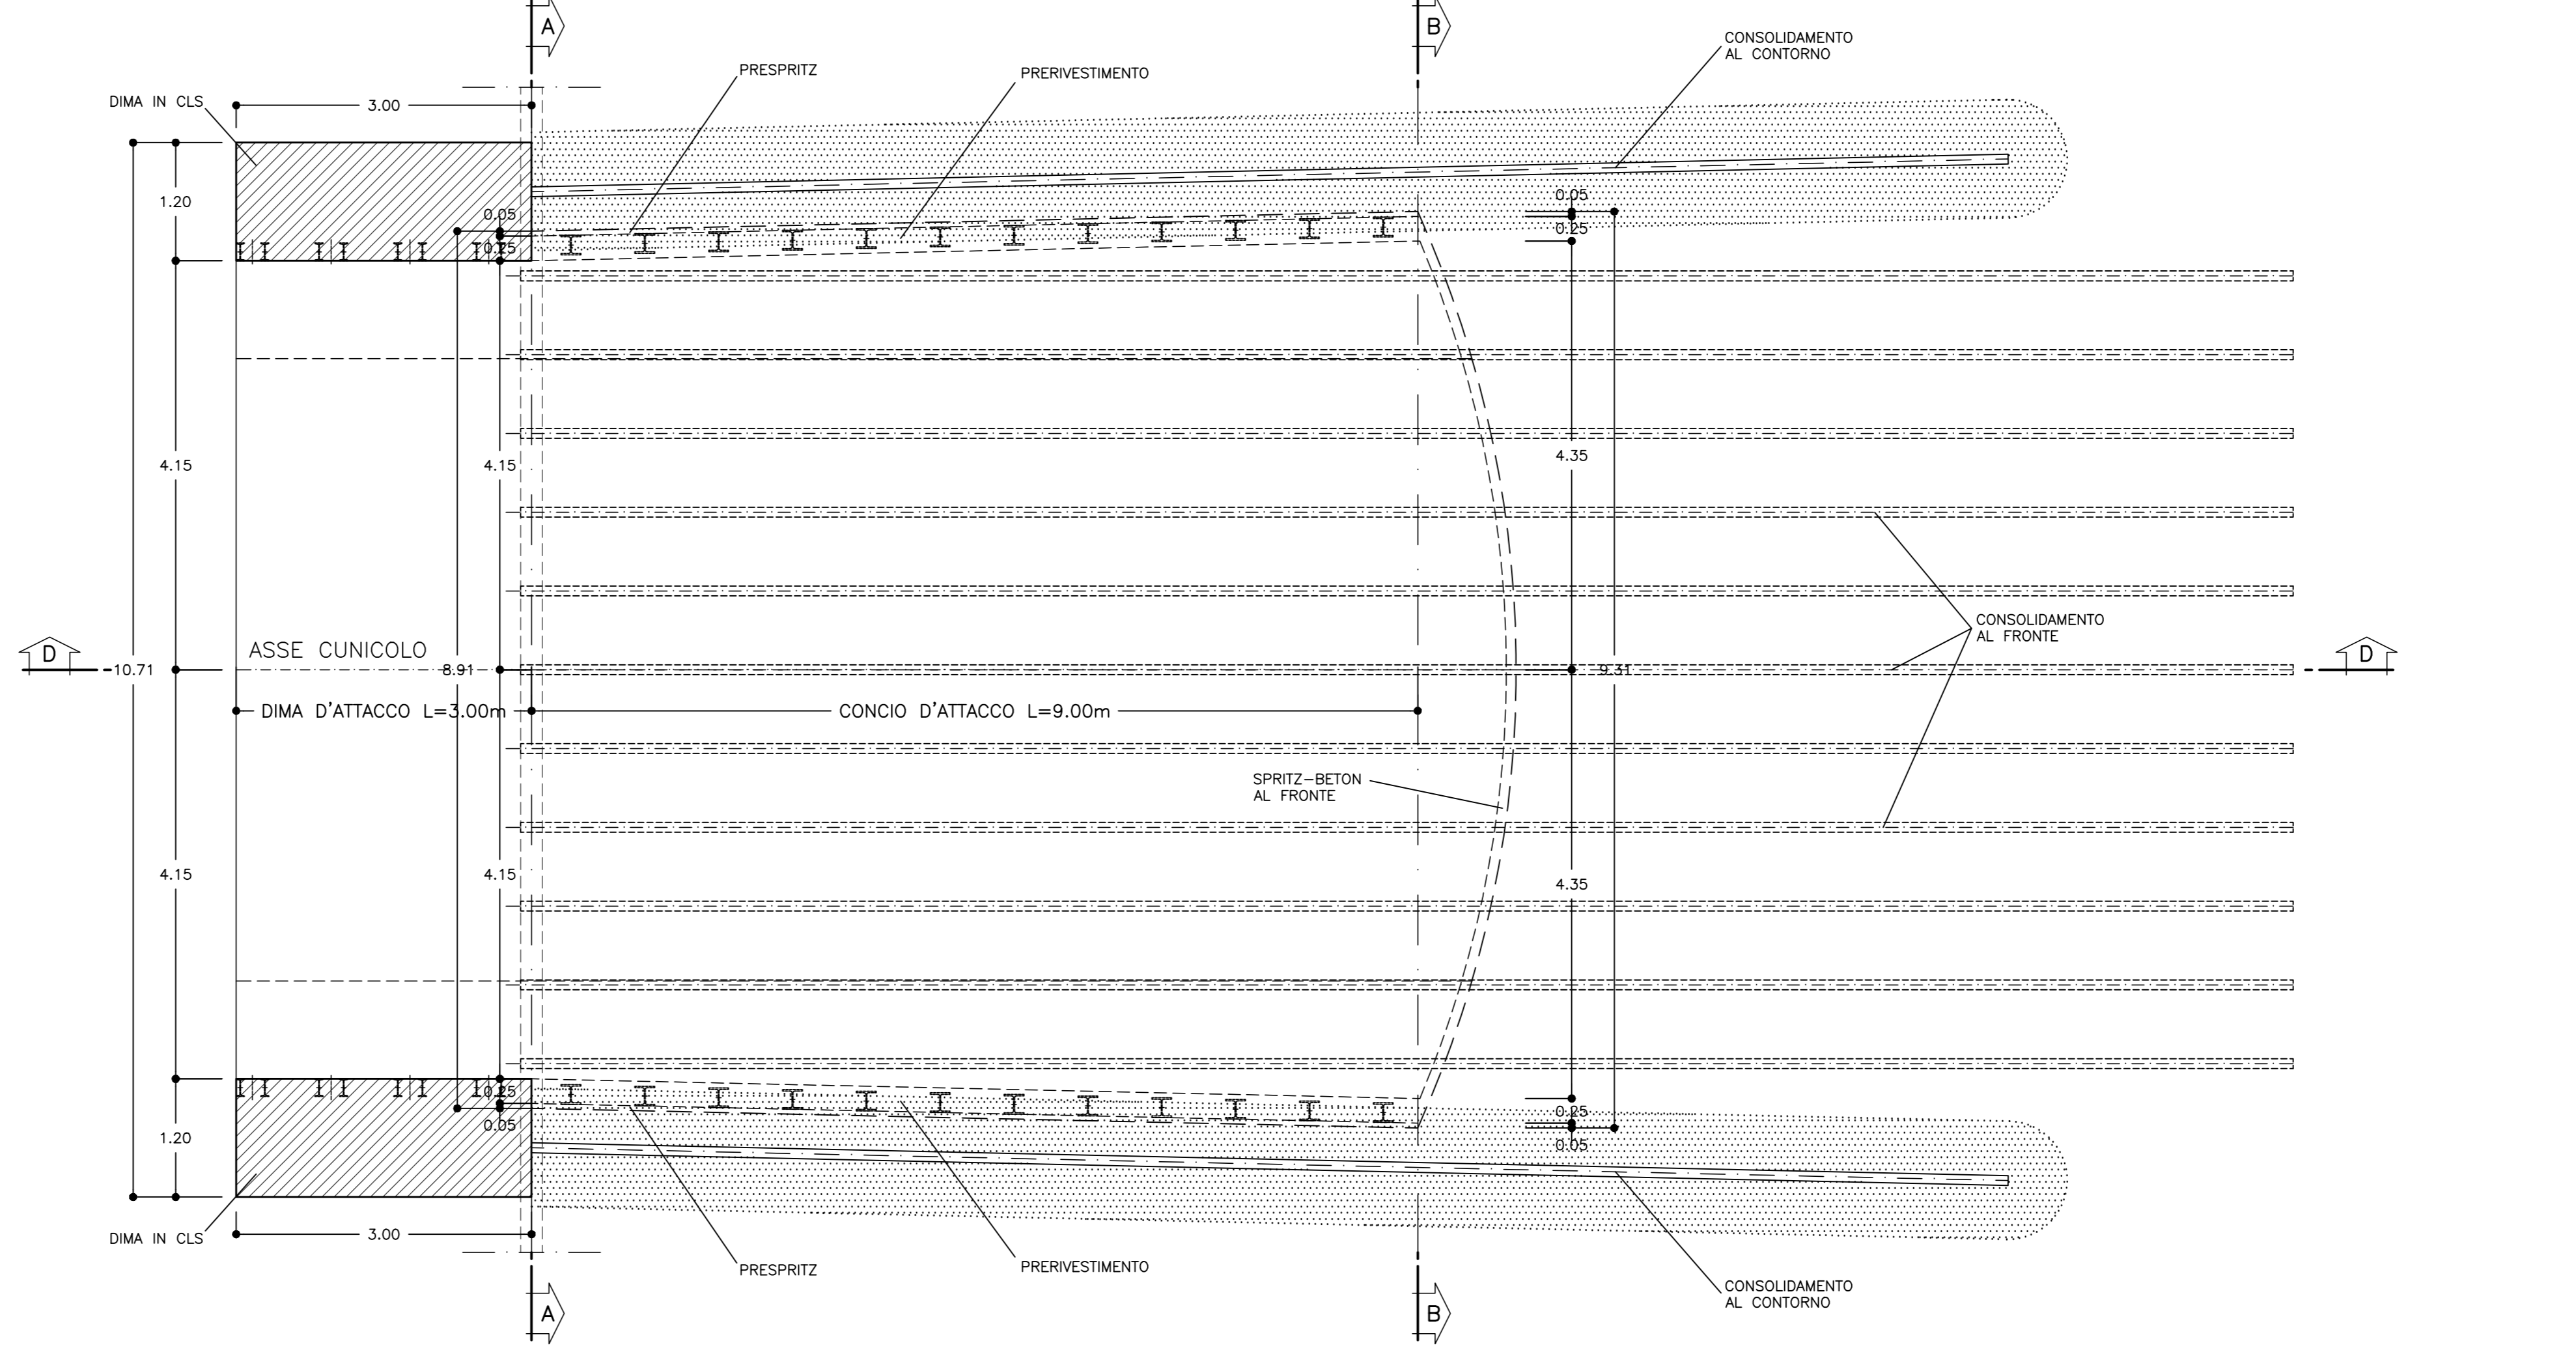 A
B
CONSOLIDAMENTO
AL CONTORNO
PRESPRITZ
PRERIVESTIMENTO
DIMA IN CLS
3.00
1.20
0.05
0.25
0.05
0.25
4.15
4.15
4.35
CONSOLIDAMENTO
AL FRONTE
ASSE CUNICOLO
D
D
10.71
8.91
9.31
DIMA D'ATTACCO L=3.00m
CONCIO D'ATTACCO L=9.00m
SPRITZ-BETON
AL FRONTE
4.15
4.15
4.35
0.25
0.05
0.25
0.05
1.20
DIMA IN CLS
3.00
PRESPRITZ
PRERIVESTIMENTO
CONSOLIDAMENTO
AL CONTORNO
A
B